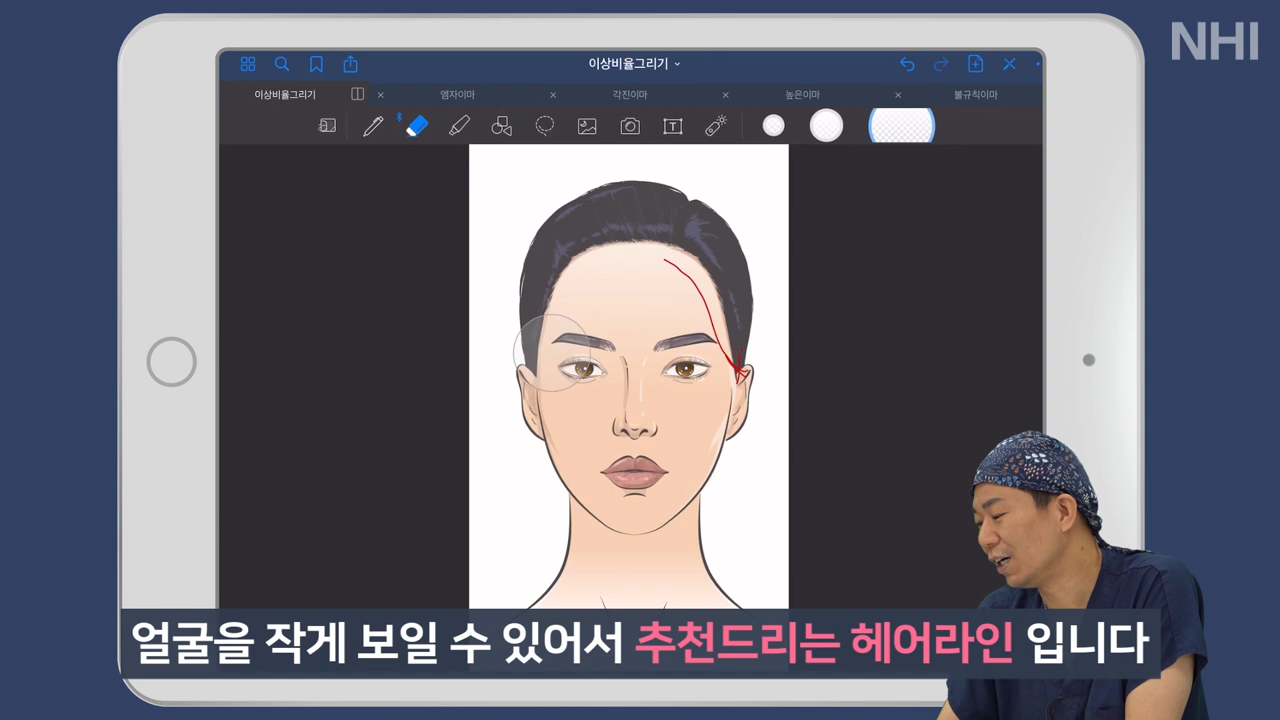 NHI
이상비율그리기
이상비율그리기
엠자이마
각진이마
높은이마
불규칙이마
T
얼굴을 작게 보일 수 있어서 추천드리는 헤어라인 입니다